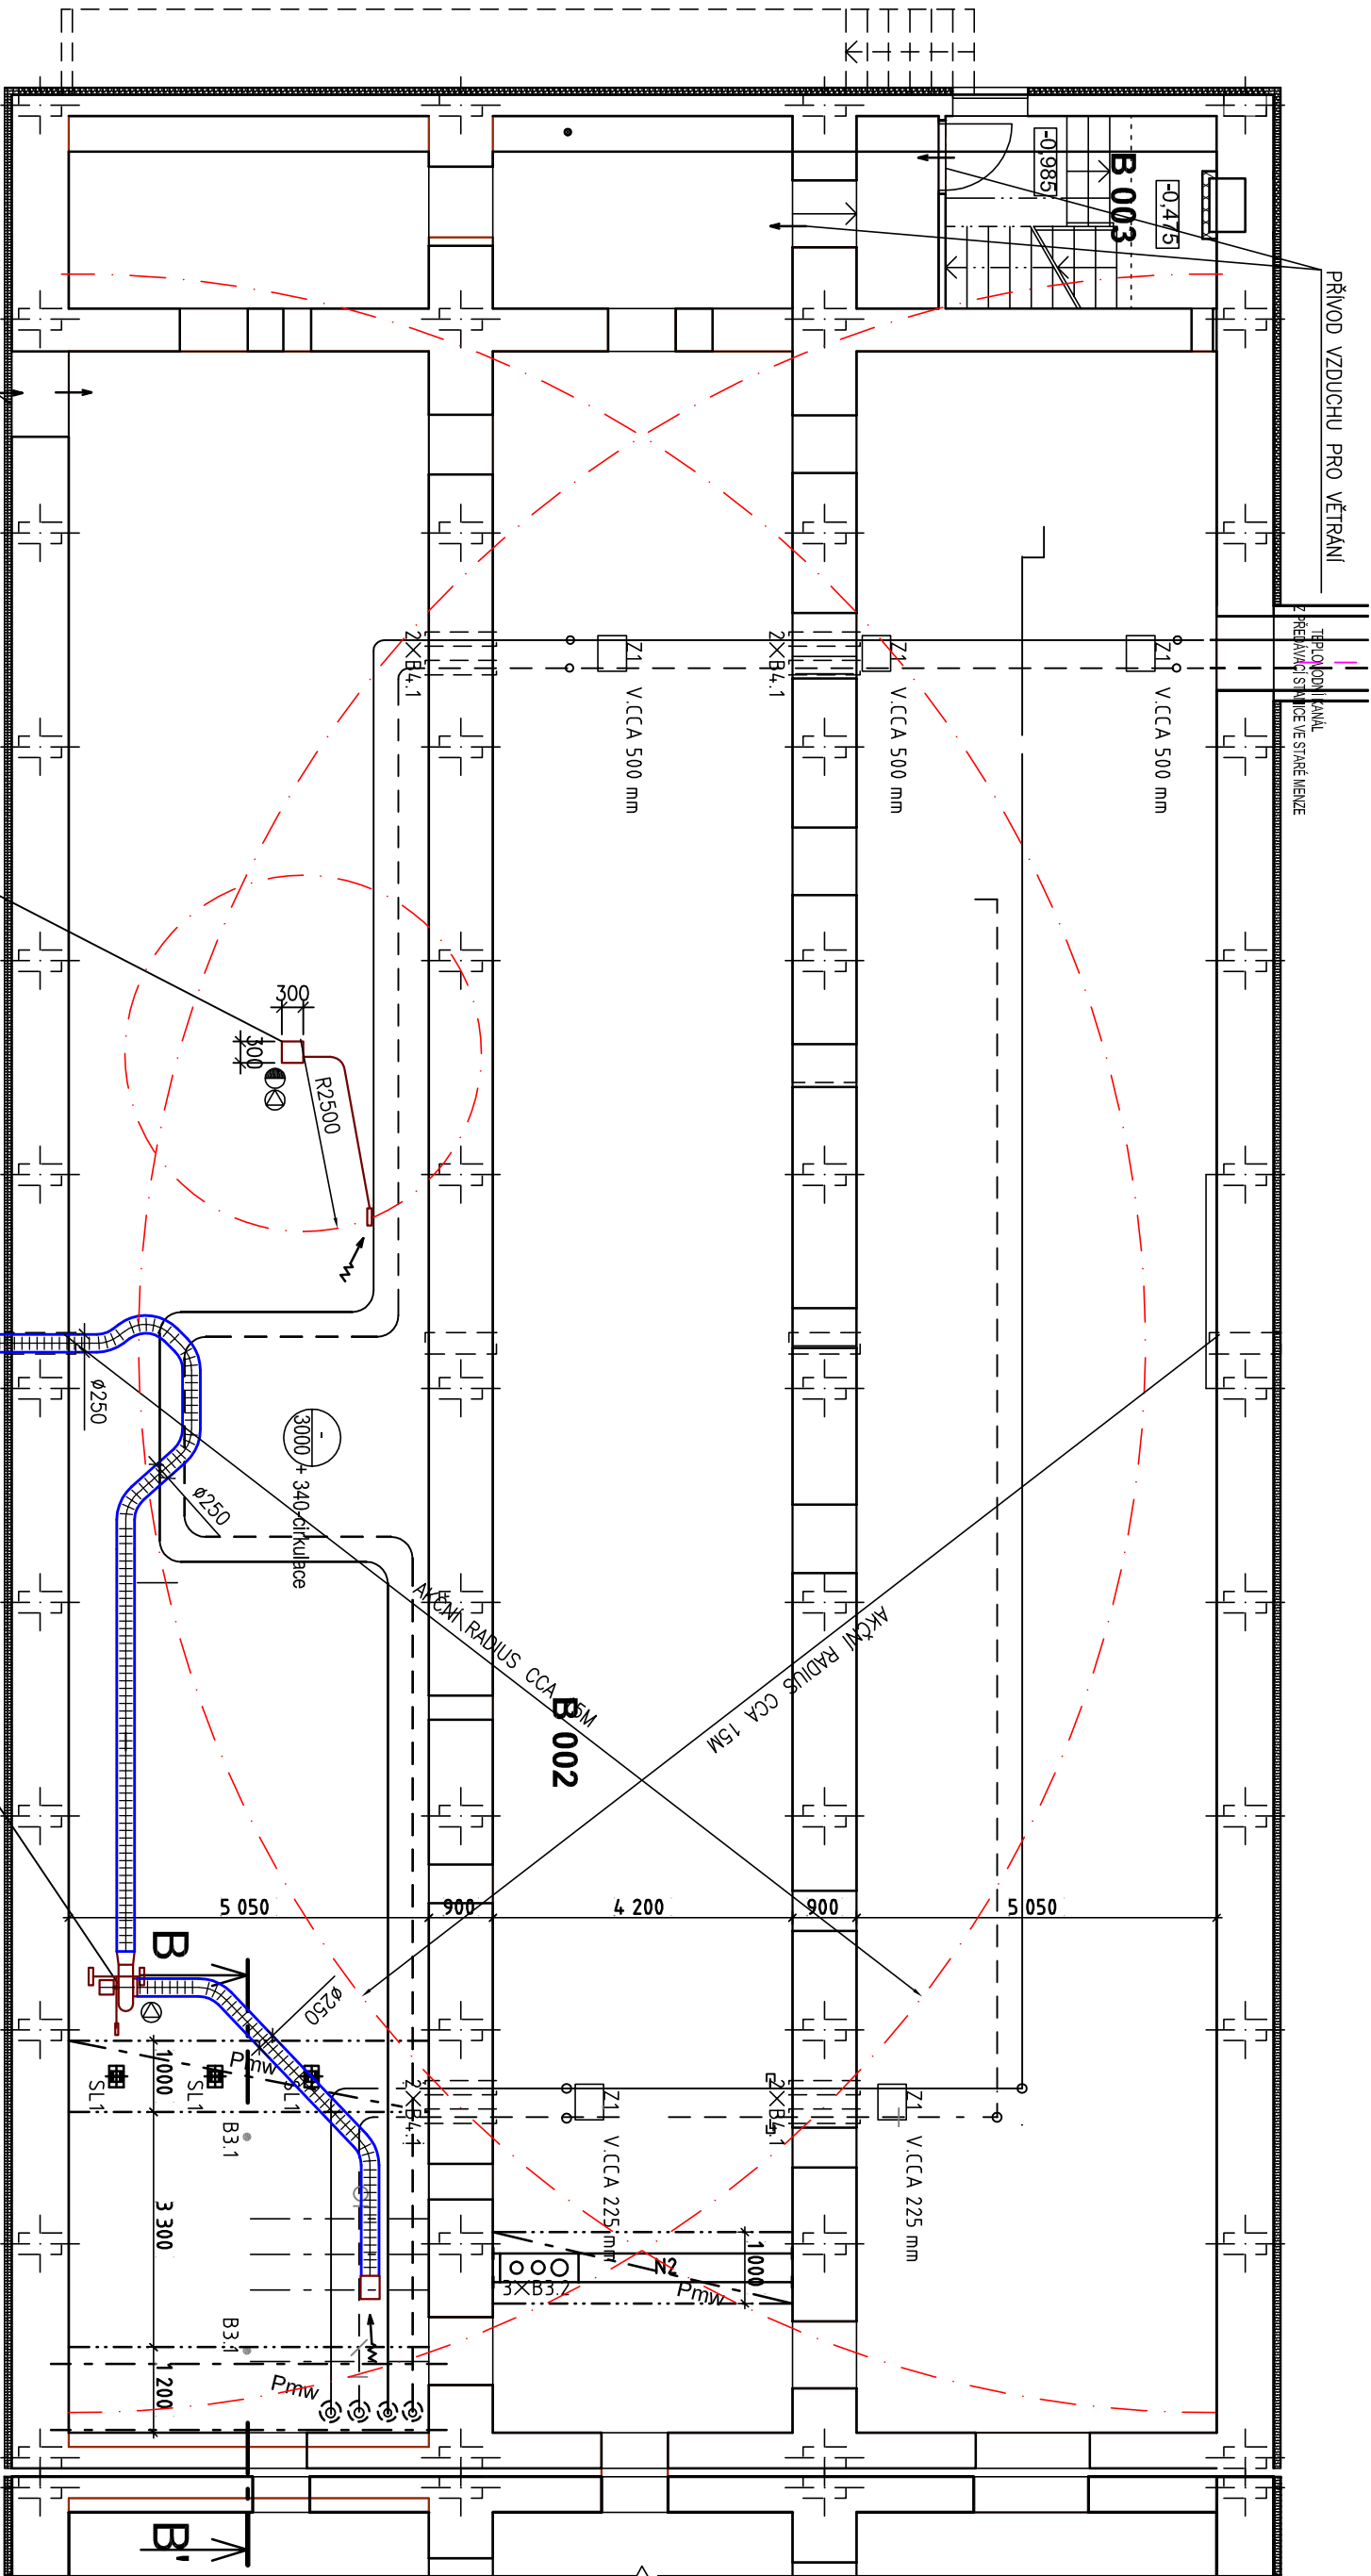 -0,985
B 003
-0,475
PŘÍVOD VZDUCHU PRO VĚTRÁNÍ
TEPLOVODNÍ KANÁL
Z PŘEDÁVACÍ STANICE VE STARÉ MENZE
2×B4.1
Z1
V.CCA 500 mm
2×B4.1
Z1
V.CCA 500 mm
Z1
V.CCA 500 mm
300
300
R2500
ø250
-
3000
+ 340-cirkulace
ø250
AKČNÍ RADIUS CCA 15M
AKČNÍ RADIUS CCA 15M
B 002
5 050
900
4 200
900
5 050
B
ø250
1 000
Pmw
SL1
SL1
SL1
2×B4.1
Z1
V.CCA 225 mm
2×B4.1
Z1
V.CCA 225 mm
B3.1
3 300
N2
1 000
3×B3.2
Pmw
B3.1
1 200
Pmw
B'